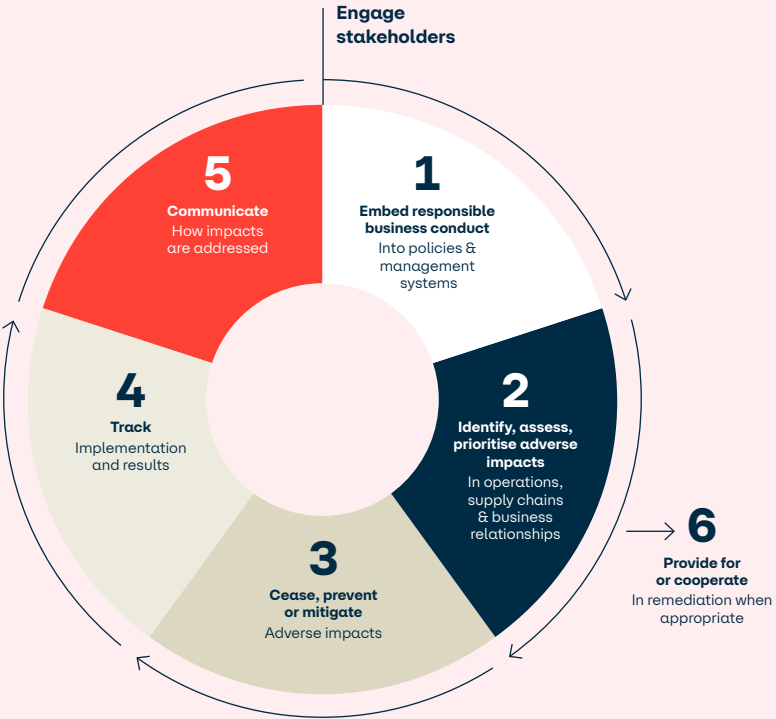 Engage
stakeholders
1
Embed responsible
business conduct
Into policies &
management
systems
2
Identify, assess,
prioritise adverse
impacts
In operations,
supply chains
& business
relationships
3
Cease, prevent
or mitigate
Adverse impacts
4
Track
Implementation
and results
5
Communicate
How impacts
are addressed
6
Provide for
or cooperate
In remediation when
appropriate